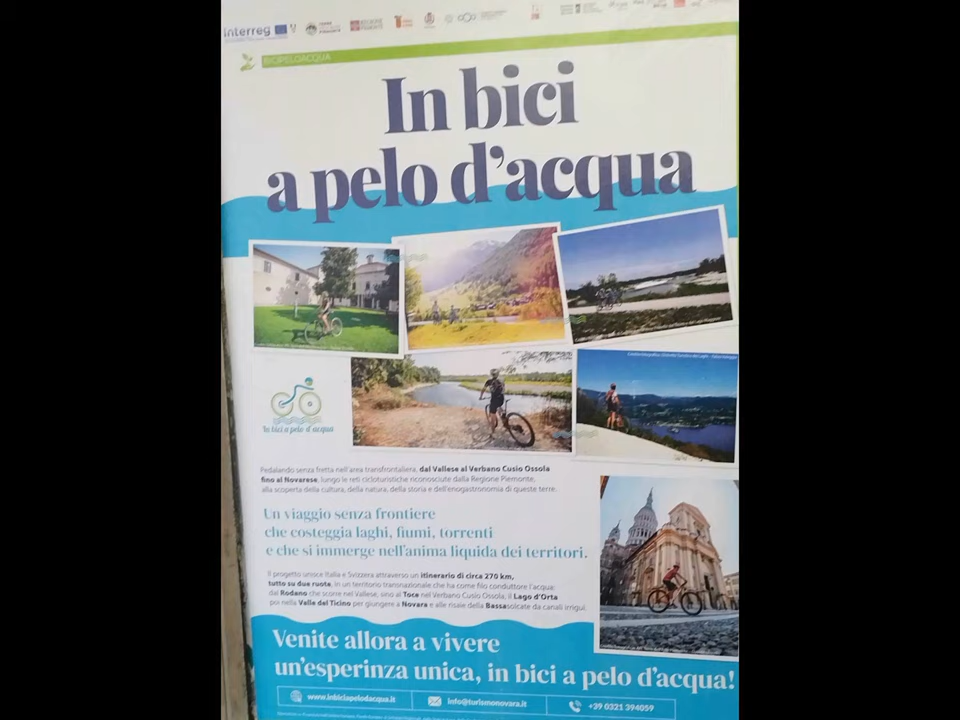 interreg
BICIPELOACQUA
In bici
a pelo d'acqua
In bici a pelo d'acqua
Pedalando senza fretta nell'area transfrontaliera, dal Vallese al Verbano Cusio Ossola
fino al Novarese, lungo le reti cicloturistiche riconosciute dalla Regione Piemonte,
alla scoperta della cultura, della natura, della storia e dell'enogastronomia di queste terre.
Un viaggio senza frontiere
che costeggia laghi, fiumi, torrenti
e che si immerge nell'anima liquida dei territori.
Il progetto unisce Italia e Svizzera attraverso un itinerario di circa 270 km,
tutto su due ruote, in un territorio transnazionale che ha come filo conduttore l'acqua:
dal Rodano che scorre nel Vallese, sino al Toce nel Verbano Cusio Ossola, il Lago d'Orta
poi nella Valle del Ticino per giungere a Novara e alle risaie della Bassa solcate da canali irrigui.
Venite allora a vivere
un'esperinza unica, in bici a pelo d'acqua!
www.inbiciapelodacqua.it
info@turismonovara.it
+39 0321 394059